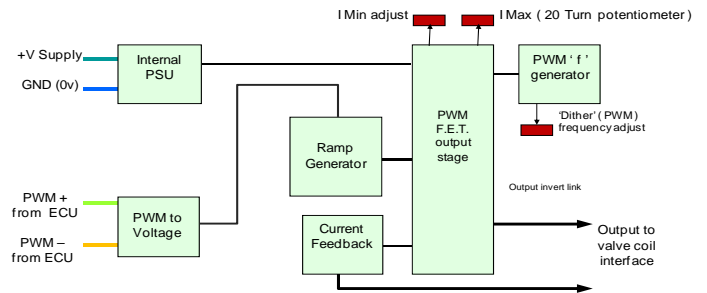 I Min adjust
I Max ( 20 Turn potentiometer )
+V Supply
GND (0v)
Internal
PSU
PWM ' f '
generator
'Dither' ( PWM )
frequency adjust
PWM
F.E.T.
output
stage
Ramp
Generator
Output invert link
PWM +
from ECU
PWM –
from ECU
PWM to
Voltage
Current
Feedback
Output to
valve coil
interface